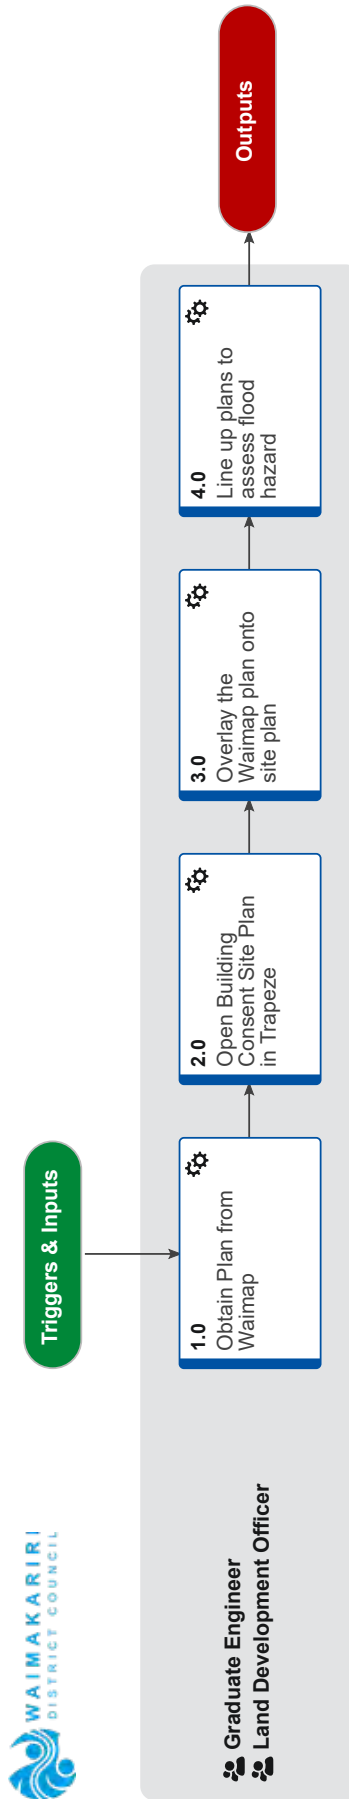 WAIMAKARIRI
DISTRICT COUNCIL
Triggers & Inputs
Graduate Engineer
Land Development Officer
1.0
Obtain Plan from
Waimap
2.0
Open Building
Consent Site Plan
in Trapeze
3.0
Overlay the
Waimap plan onto
site plan
4.0
Line up plans to
assess flood
hazard
Outputs